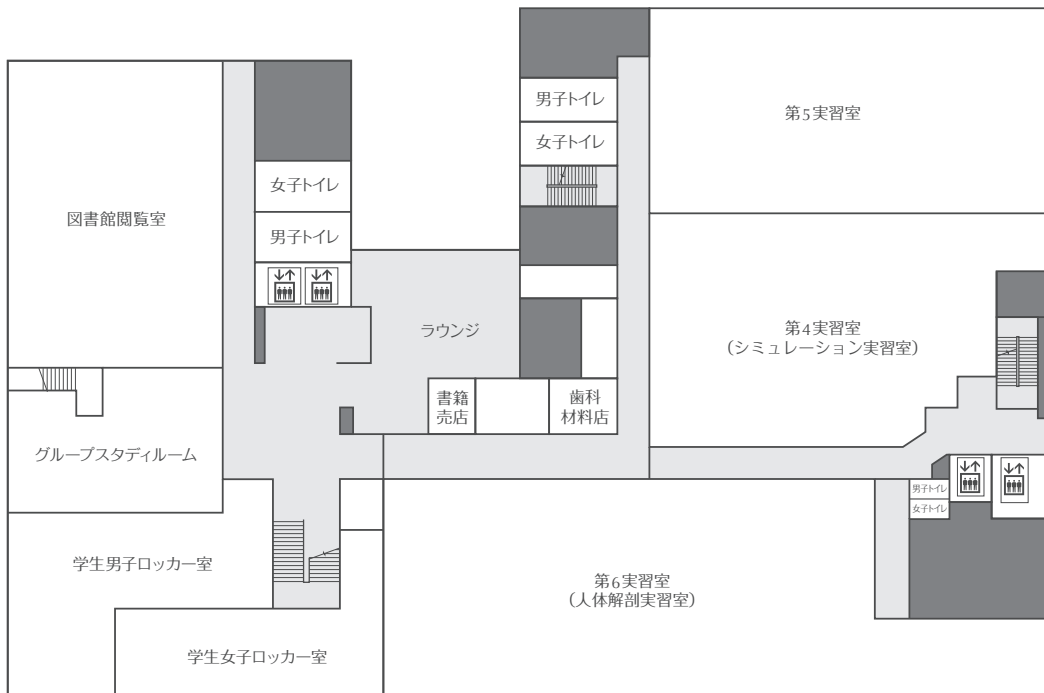 男子トイレ
女子トイレ
第5実習室
図書館閲覧室
女子トイレ
男子トイレ
ラウンジ
第4実習室
（シミュレーション実習室）
書籍
売店
歯科
材料店
グループスタディルーム
男子トイレ
女子トイレ
学生男子ロッカー室
第6実習室
（人体解剖実習室）
学生女子ロッカー室